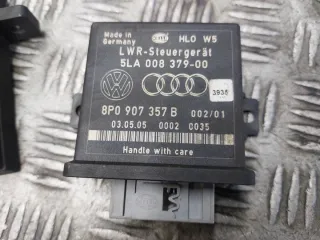 Made in
Germany
HLO W5
LWR-Steuergerät
5LA 008 379-00
3935
8P0 907 357 B 002/01
03.05.05 0002 0035
Handle with care